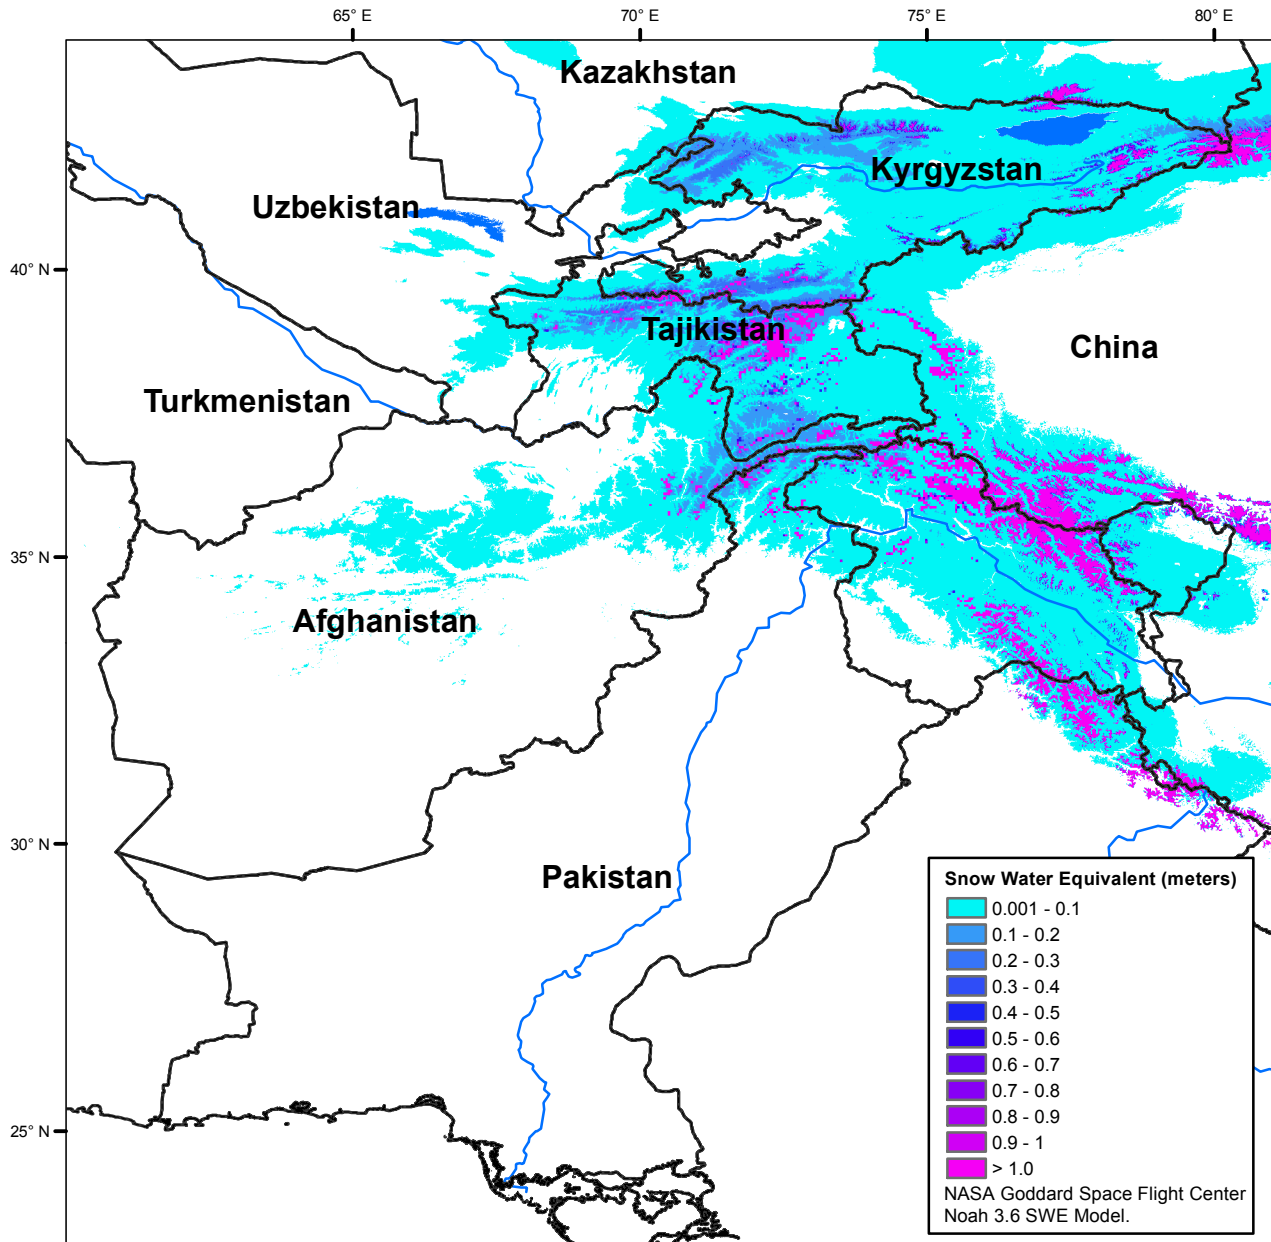 65° E
70° E
75° E
80° E
Kazakhstan
Kyrgyzstan
Uzbekistan
40° N
Tajikistan
China
Turkmenistan
35° N
Afghanistan
30° N
Pakistan
25° N
Snow Water Equivalent (meters)
0.001 - 0.1
0.1 - 0.2
0.2 - 0.3
0.3 - 0.4
0.4 - 0.5
0.5 - 0.6
0.6 - 0.7
0.7 - 0.8
0.8 - 0.9
0.9 - 1
> 1.0
NASA Goddard Space Flight Center
Noah 3.6 SWE Model.